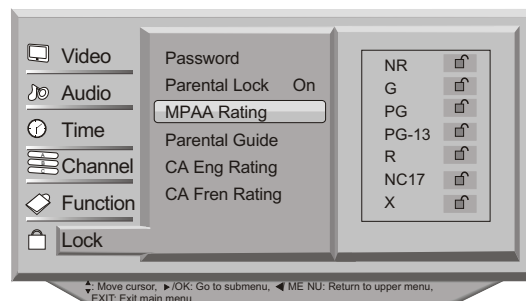 Video
Audio
Time
Channel
Function
Lock
Password
Parental Lock On
MPAA Rating
Parental Guide
CA Eng Rating
CA Fren Rating
NR
G
PG
PG-13
R
NC17
X
: Move cursor, ▶/OK: Go to submenu, ◀ ME NU: Return to upper menu,
EXIT: Exit main menu